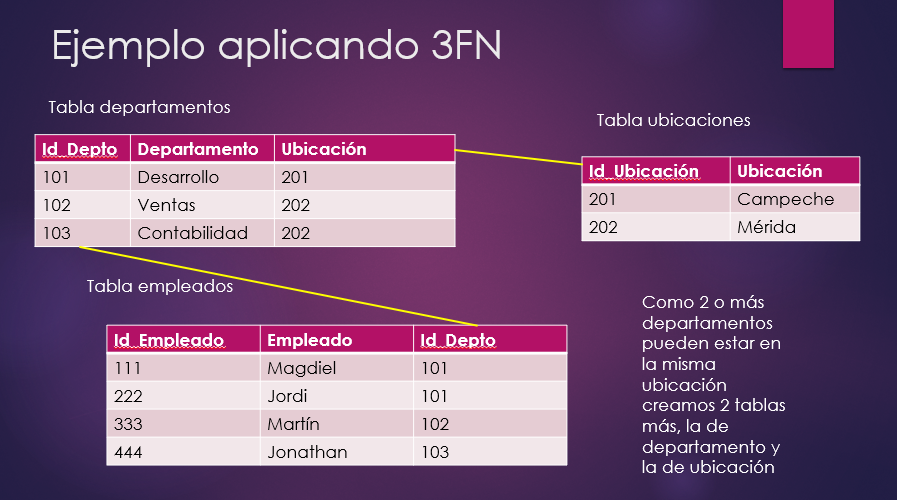 Ejemplo aplicando 3FN
Tabla departamentos
Id_Depto Departamento Ubicación
101 Desarrollo 201
102 Ventas 202
103 Contabilidad 202
Tabla ubicaciones
Id_Ubicación Ubicación
201 Campeche
202 Mérida
Tabla empleados
Id_Empleado Empleado Id_Depto
111 Magdiel 101
222 Jordi 101
333 Martín 102
444 Jonathan 103
Como 2 o más
departamentos
pueden estar en
la misma
ubicación
creamos 2 tablas
más, la de
departamento y
la de ubicación